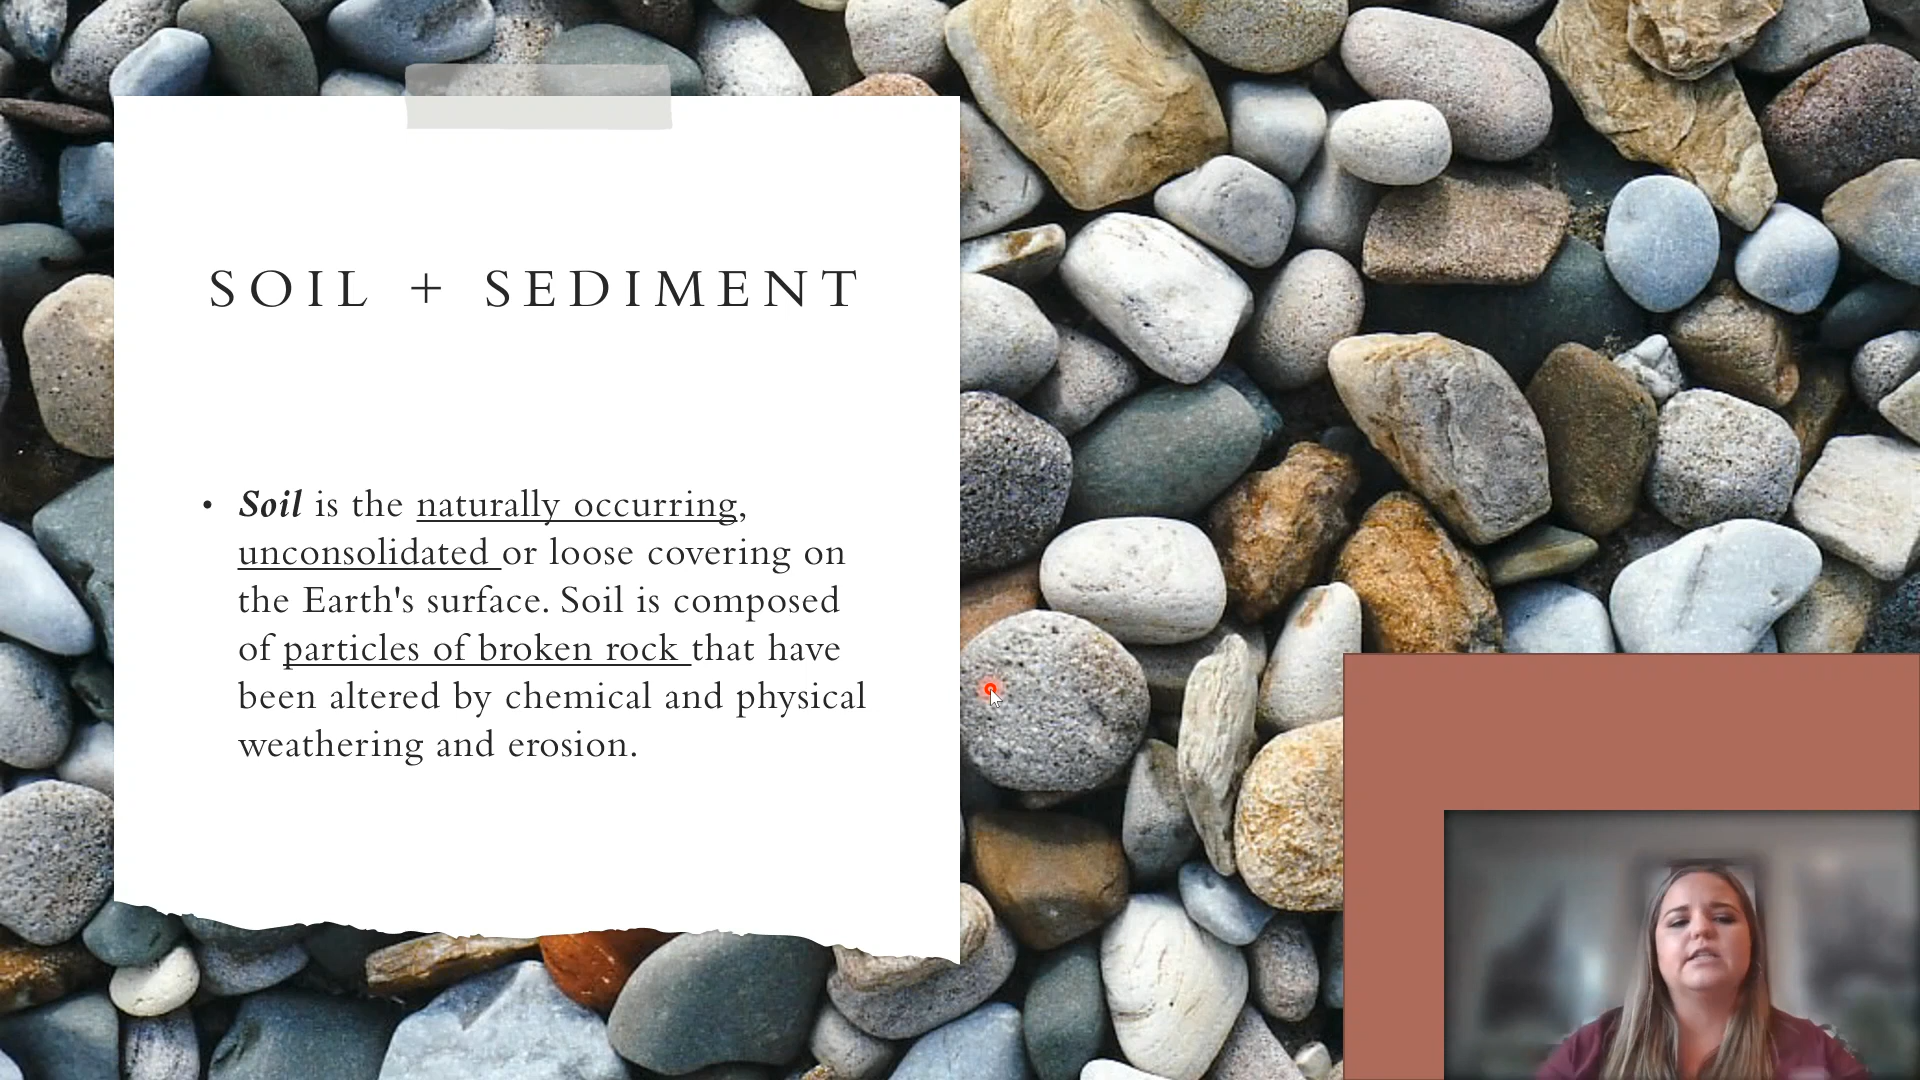 SOIL + SEDIMENT
• Soil is the naturally occurring,
unconsolidated or loose covering on
the Earth's surface. Soil is composed
of particles of broken rock that have
been altered by chemical and physical
weathering and erosion.